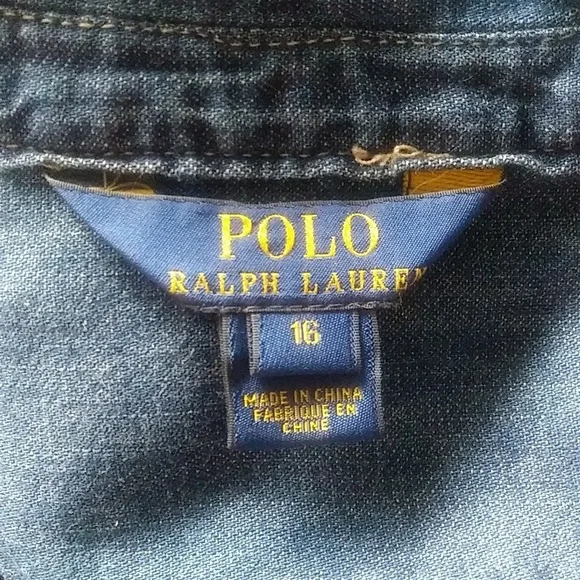 POLO
RALPH LAUREN
16
MADE IN CHINA
FABRIQUE EN
CHINE